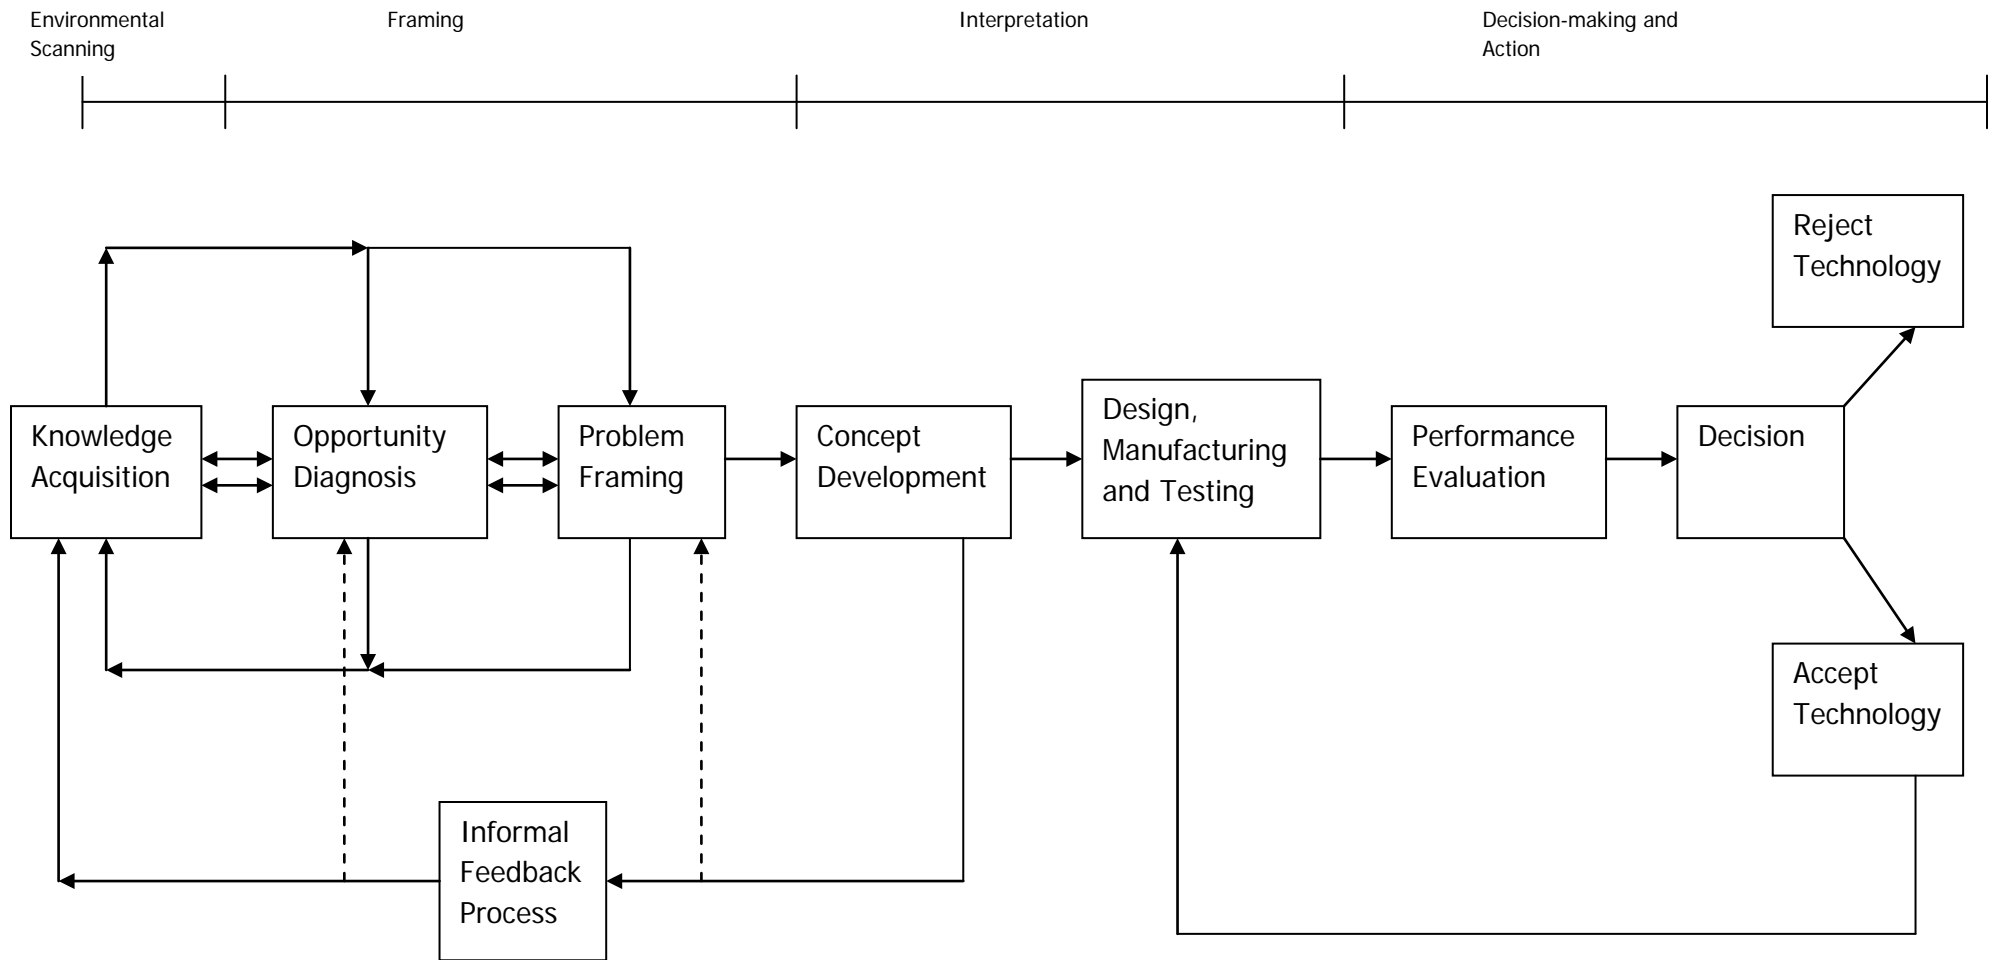 Environmental
Scanning
Framing
Interpretation
Decision-making and
Action
Reject
Technology
Knowledge
Acquisition
Opportunity
Diagnosis
Problem
Framing
Concept
Development
Design,
Manufacturing
and Testing
Performance
Evaluation
Decision
Accept
Technology
Informal
Feedback
Process